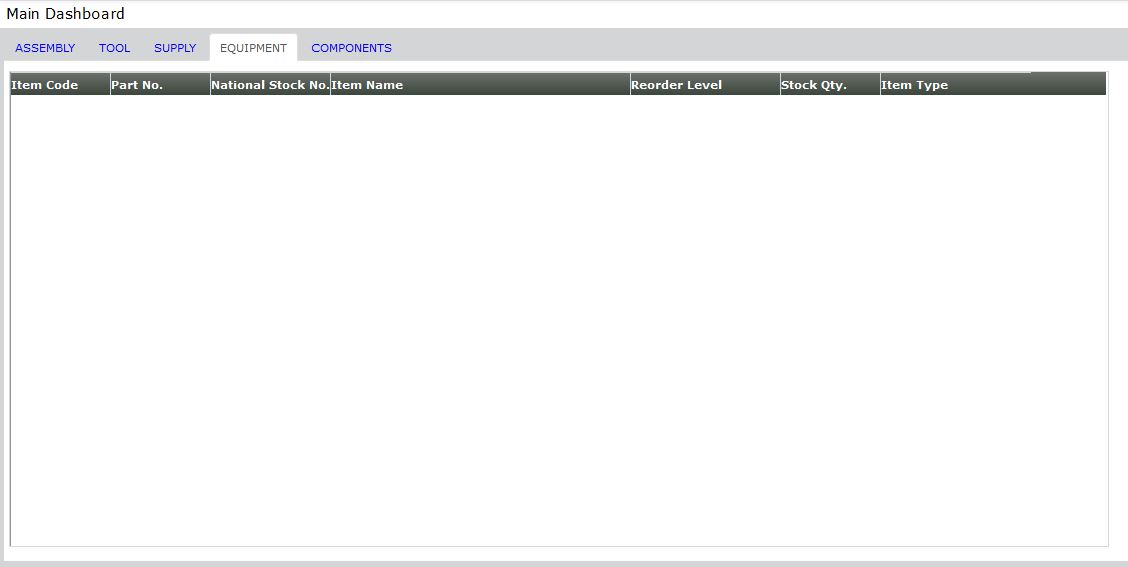 Main Dashboard
ASSEMBLY TOOL SUPPLY EQUIPMENT COMPONENTS
Item Code Part No. National Stock No. Item Name Reorder Level Stock Qty. Item Type